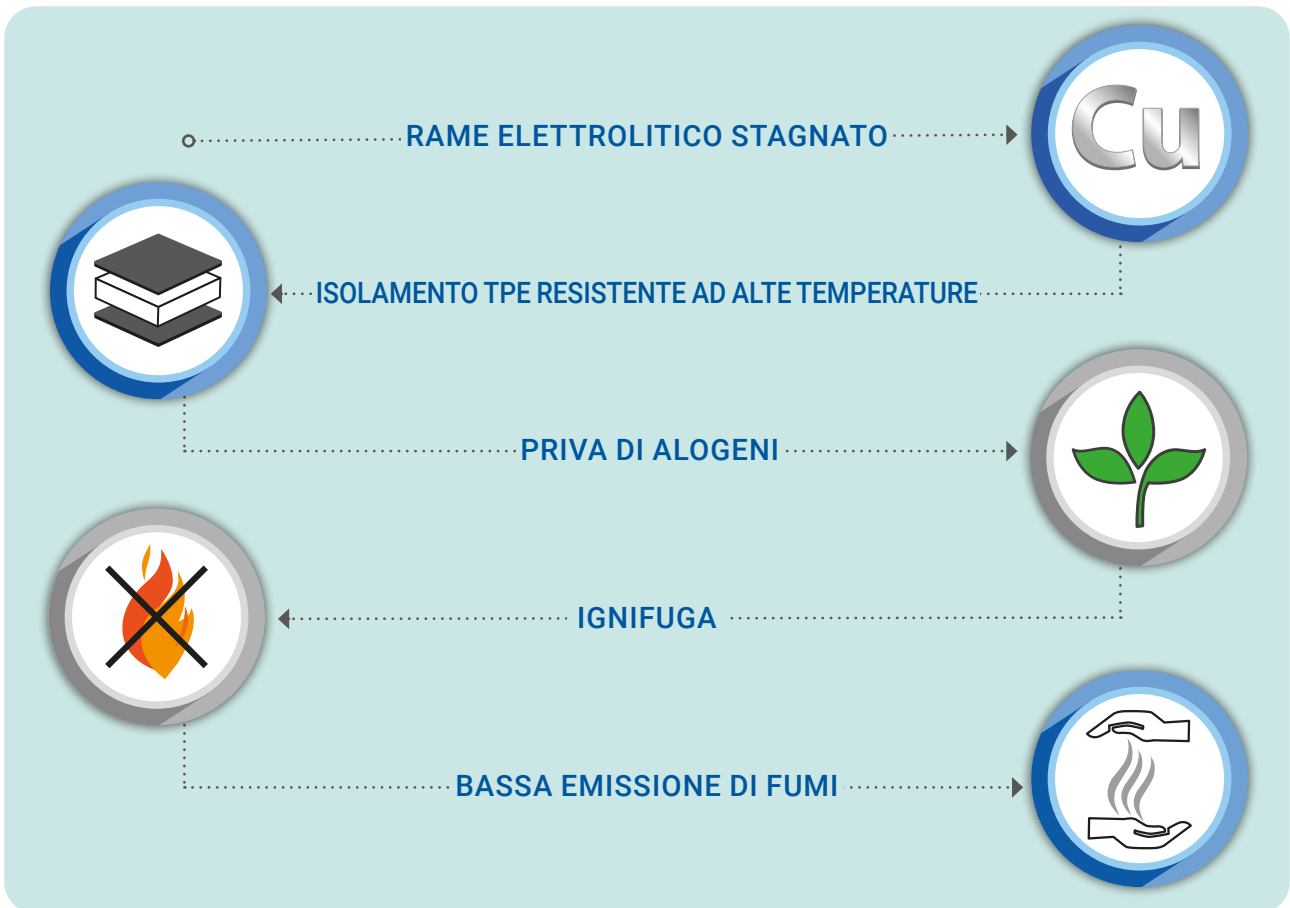 Cu
RAME ELETTROLITICO STAGNATO
ISOLAMENTO TPE RESISTENTE AD ALTE TEMPERATURE
PRIVA DI ALOGENI
IGNIFUGA
BASSA EMISSIONE DI FUMI